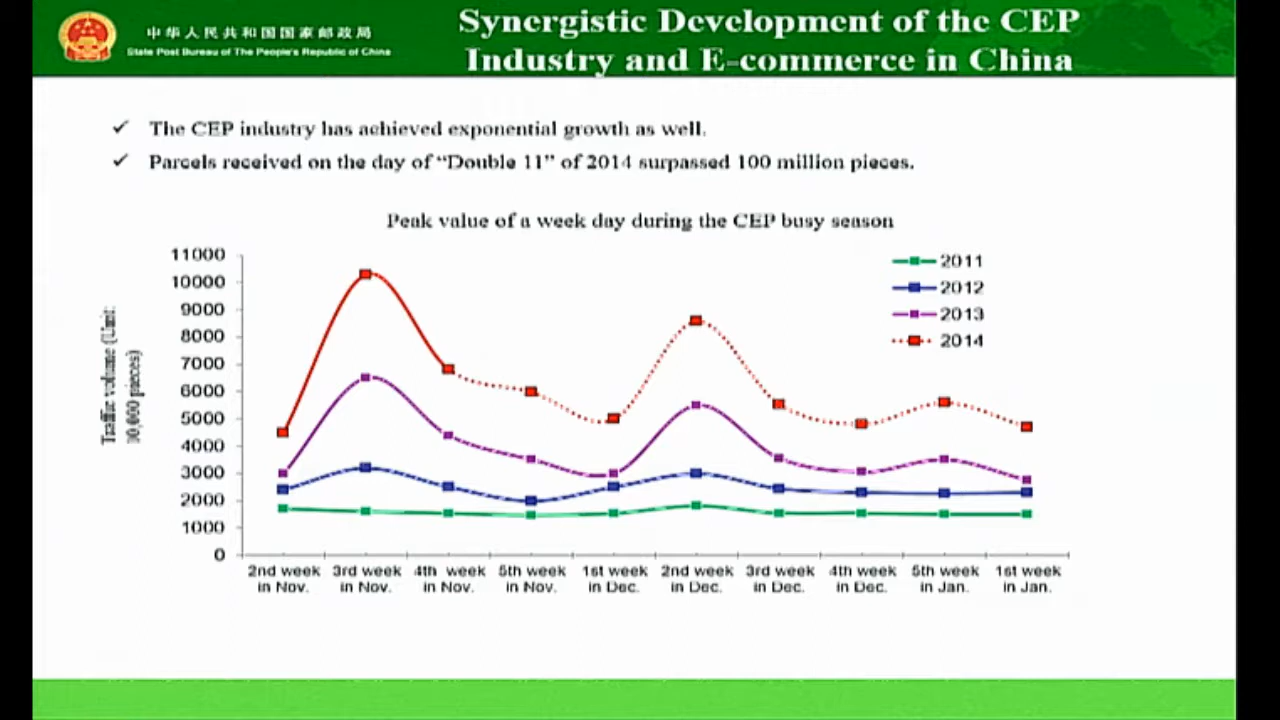 中华人民共和国国家邮政局
State Post Bureau of The People's Republic of China
Synergistic Development of the CEP
Industry and E-commerce in China
✓ The CEP industry has achieved exponential growth as well.
✓ Parcels received on the day of “Double 11” of 2014 surpassed 100 million pieces.
Peak value of a week day during the CEP busy season
Traffic volume (Unit:
10,000 pieces)
11000
10000
9000
8000
7000
6000
5000
4000
3000
2000
1000
0
2011
2012
2013
2014
2nd week in Nov.
3rd week in Nov.
4th week in Nov.
5th week in Nov.
1st week in Dec.
2nd week in Dec.
3rd week in Dec.
4th week in Dec.
5th week in Jan.
1st week in Jan.